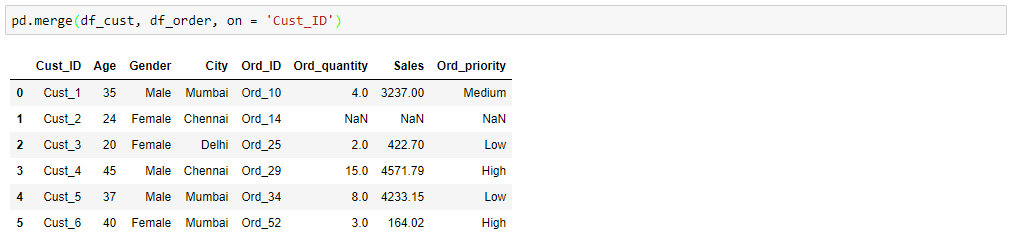 pd.merge(df_cust, df_order, on = 'Cust_ID')
Cust_ID Age Gender City Ord_ID Ord_quantity Sales Ord_priority
0 Cust_1 35 Male Mumbai Ord_10 4.0 3237.00 Medium
1 Cust_2 24 Female Chennai Ord_14 NaN NaN NaN
2 Cust_3 20 Female Delhi Ord_25 2.0 422.70 Low
3 Cust_4 45 Male Chennai Ord_29 15.0 4571.79 High
4 Cust_5 37 Male Mumbai Ord_34 8.0 4233.15 Low
5 Cust_6 40 Female Mumbai Ord_52 3.0 164.02 High